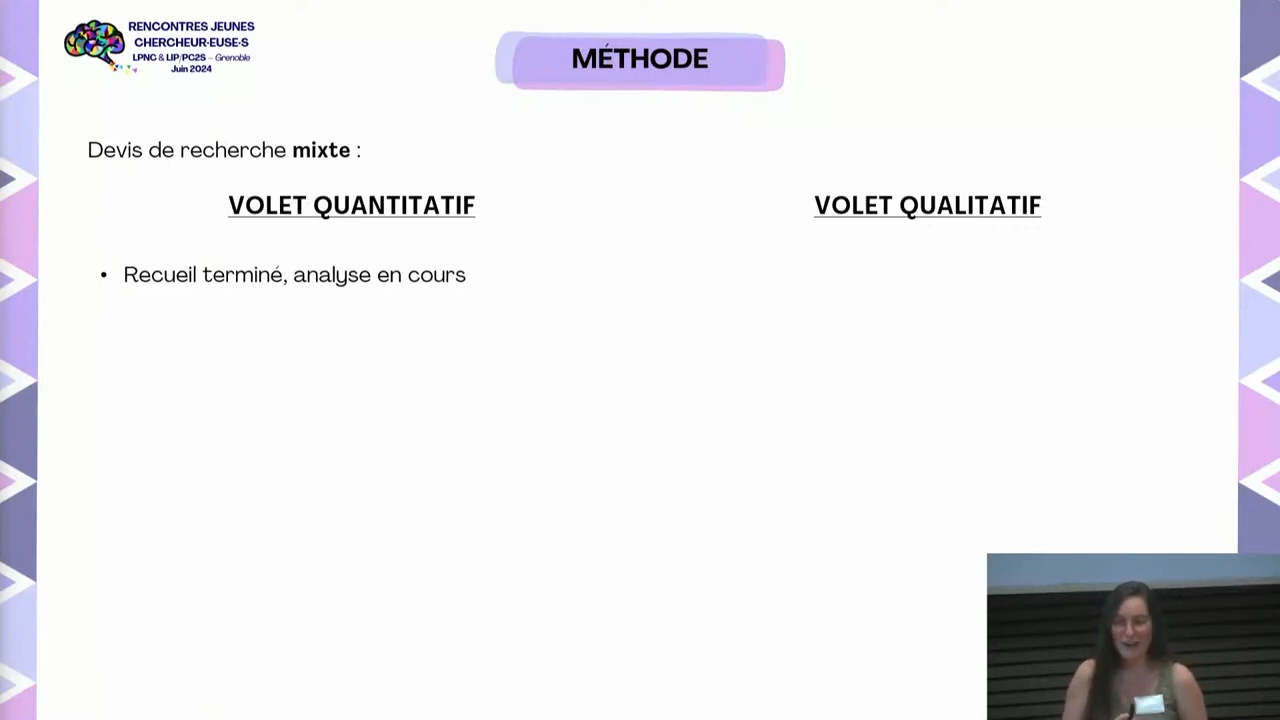 RENCONTRES JEUNES
CHERCHEUR·EUSE·S
LPNC & LIP/PC2S – Grenoble
Juin 2024
MÉTHODE
Devis de recherche mixte :
VOLET QUANTITATIF
VOLET QUALITATIF
• Recueil terminé, analyse en cours